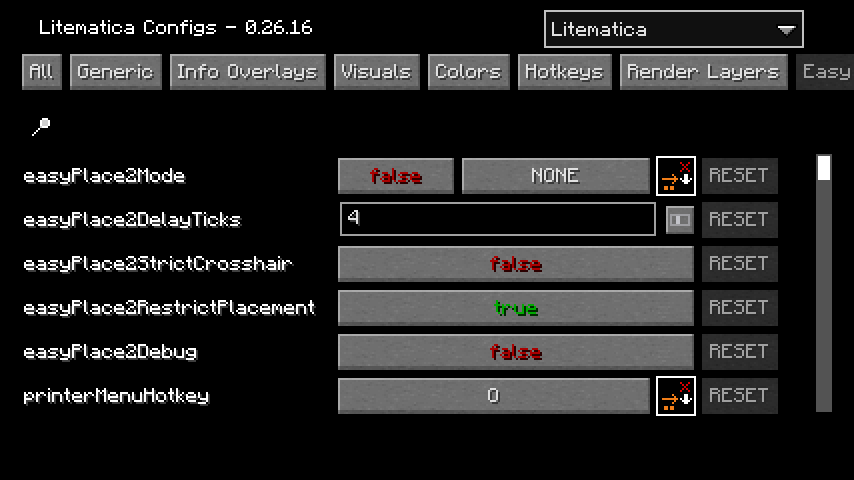 Litematica Configs - 0.26.16
Litematica
All Generic Info Overlays Visuals Colors Hotkeys Render Layers Easy
easyPlace2Mode false NONE RESET
easyPlace2DelayTicks 4 RESET
easyPlace2StrictCrosshair false RESET
easyPlace2RestrictPlacement true RESET
easyPlace2Debug false RESET
printerMenuHotkey O RESET